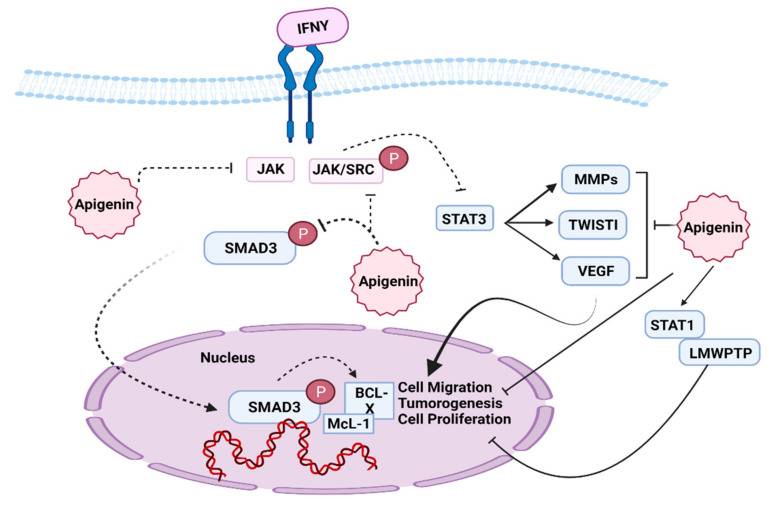 IFNY
JAK
JAK/SRC
P
Apigenin
STAT3
MMPs
TWISTI
VEGF
Apigenin
SMAD3
P
Apigenin
STAT1
LMWPTP
Nucleus
SMAD3
P
BCL-
X
McL-1
Cell Migration
Tumorogenesis
Cell Proliferation